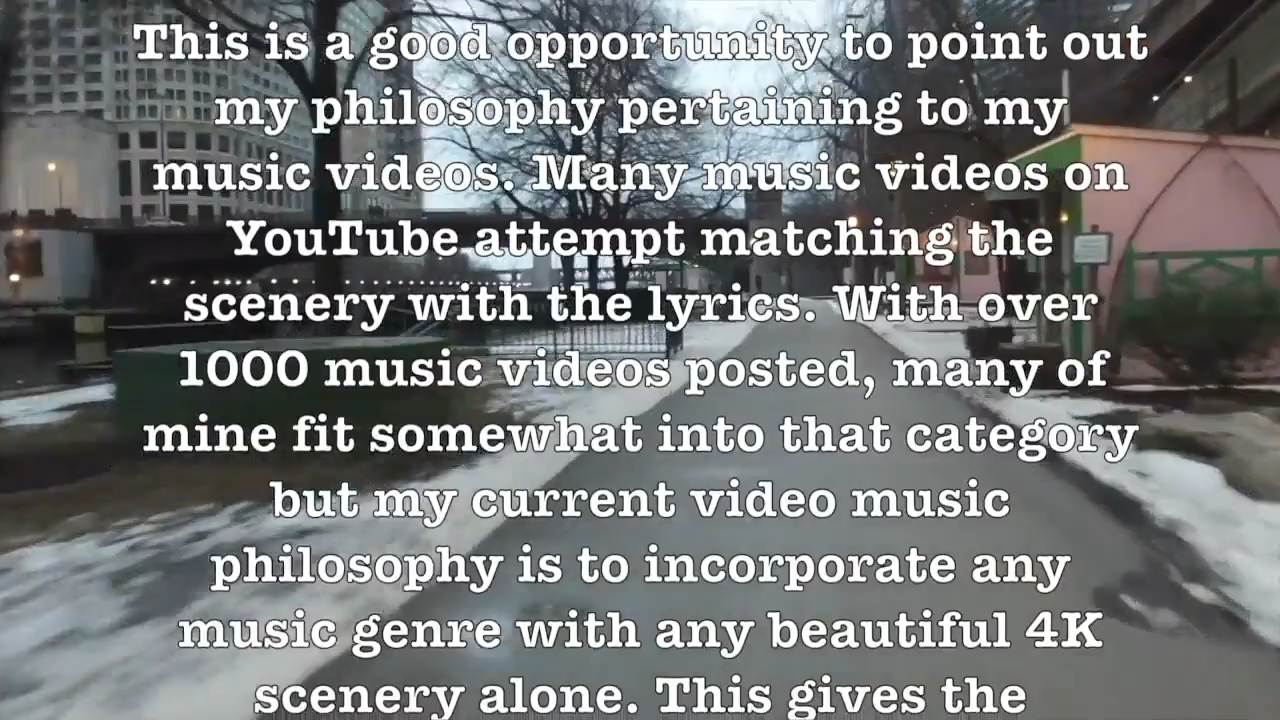 This is a good opportunity to point out
my philosophy pertaining to my
music videos. Many music videos on
YouTube attempt matching the
scenery with the lyrics. With over
1000 music videos posted, many of
mine fit somewhat into that category
but my current video music
philosophy is to incorporate any
music genre with any beautiful 4K
scenery alone. This gives the